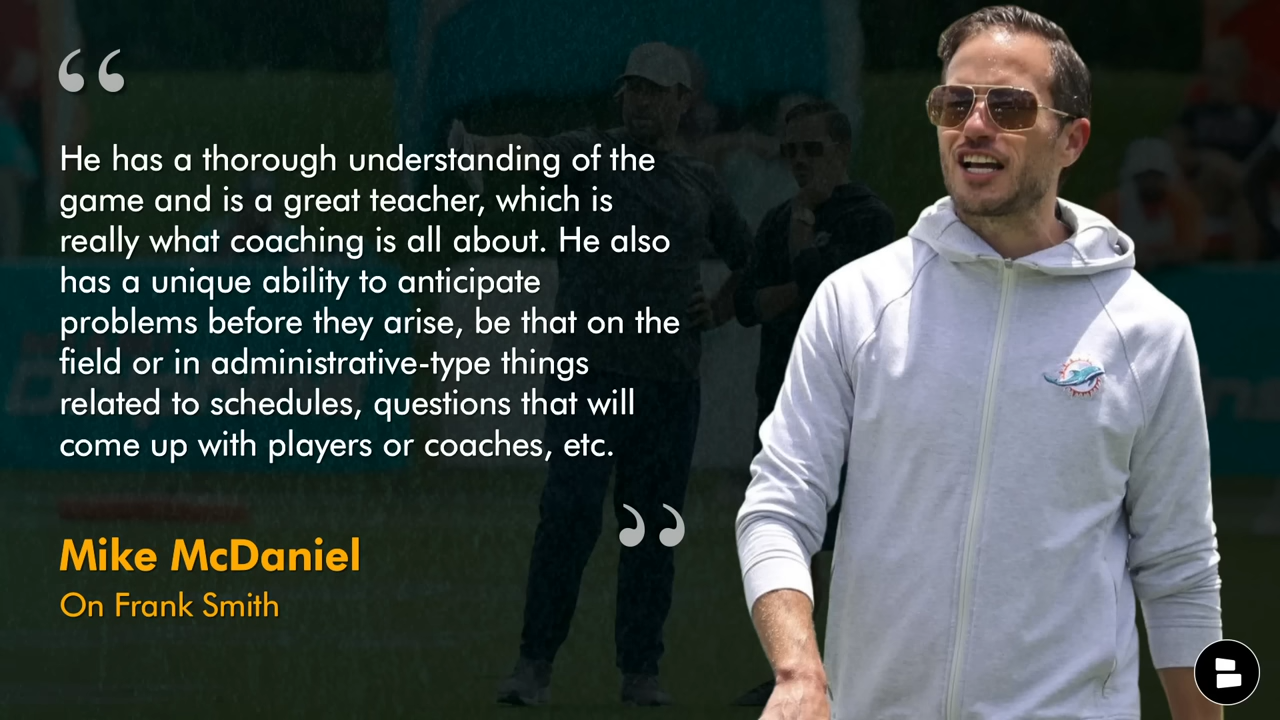 He has a thorough understanding of the
game and is a great teacher, which is
really what coaching is all about. He also
has a unique ability to anticipate
problems before they arise, be that on the
field or in administrative-type things
related to schedules, questions that will
come up with players or coaches, etc.
Mike McDaniel
On Frank Smith